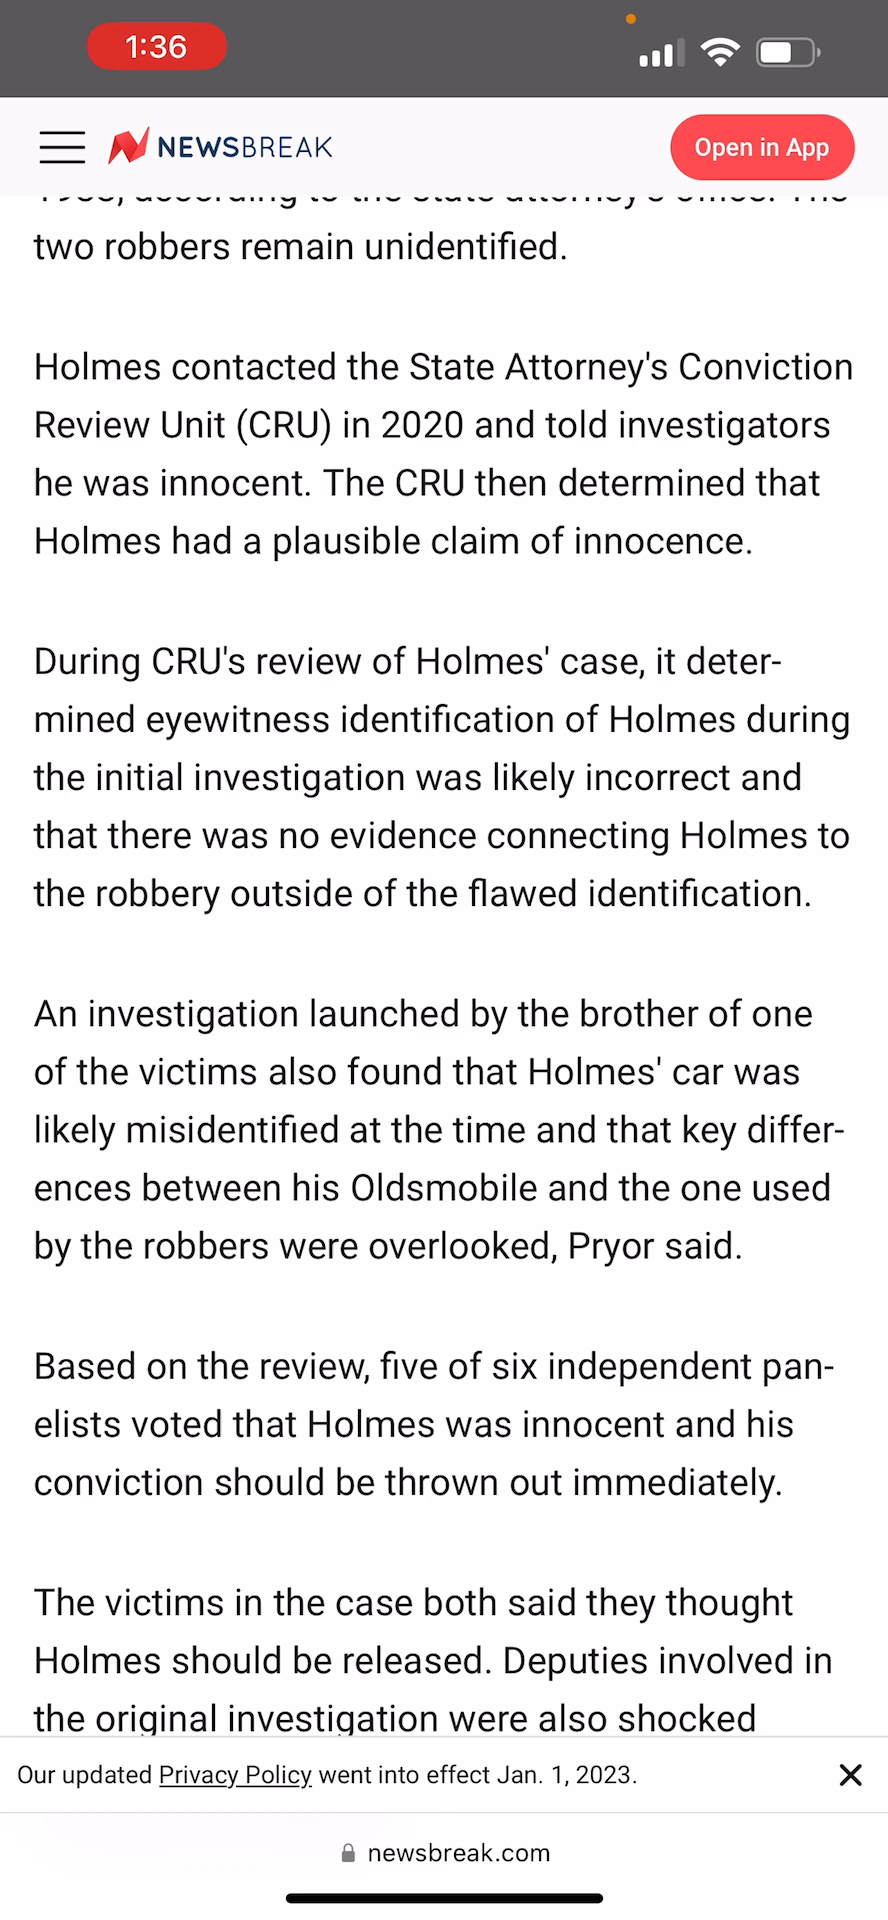 1:36
NEWSBREAK
Open in App
two robbers remain unidentified.
Holmes contacted the State Attorney's Conviction
Review Unit (CRU) in 2020 and told investigators
he was innocent. The CRU then determined that
Holmes had a plausible claim of innocence.
During CRU's review of Holmes' case, it deter-
mined eyewitness identification of Holmes during
the initial investigation was likely incorrect and
that there was no evidence connecting Holmes to
the robbery outside of the flawed identification.
An investigation launched by the brother of one
of the victims also found that Holmes' car was
likely misidentified at the time and that key differ-
ences between his Oldsmobile and the one used
by the robbers were overlooked, Pryor said.
Based on the review, five of six independent pan-
elists voted that Holmes was innocent and his
conviction should be thrown out immediately.
The victims in the case both said they thought
Holmes should be released. Deputies involved in
the original investigation were also shocked
Our updated Privacy Policy went into effect Jan. 1, 2023.
newsbreak.com